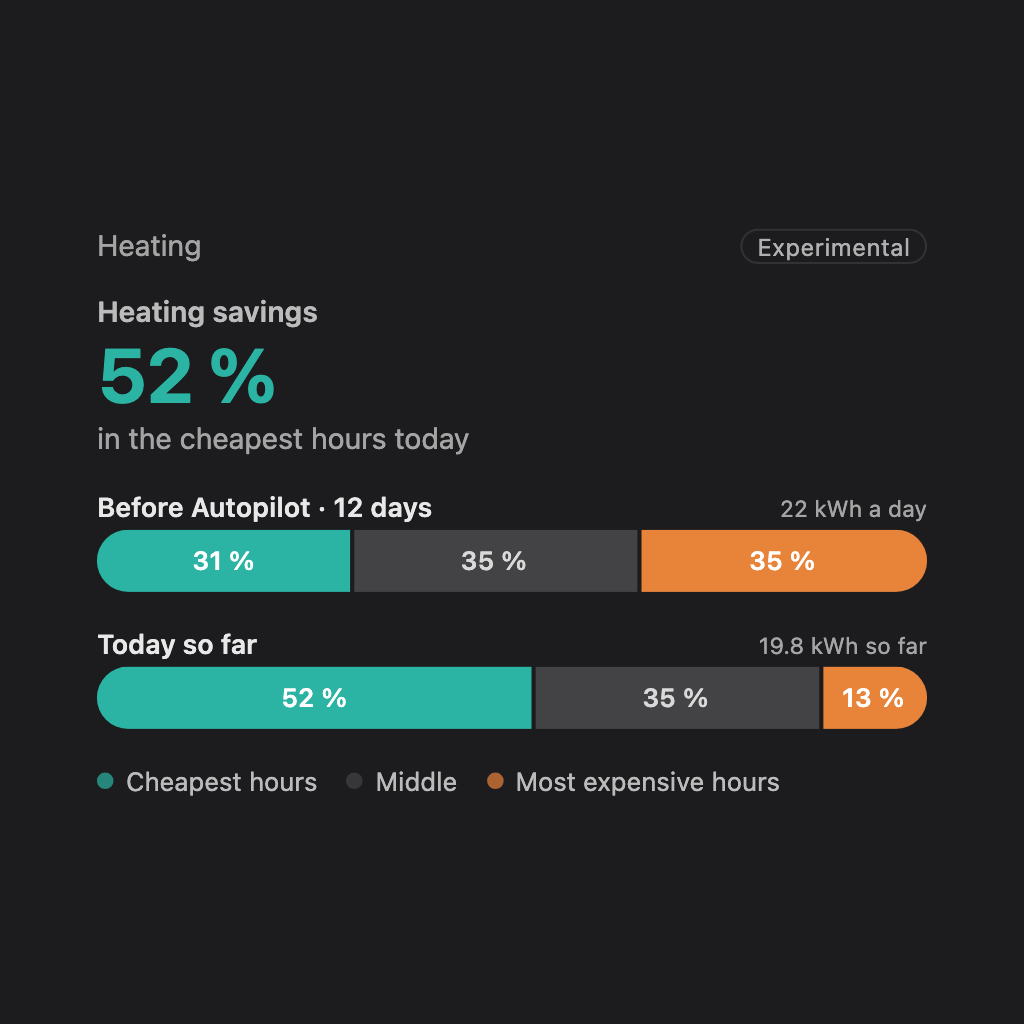 Heating
Experimental
Heating savings
52 %
in the cheapest hours today
Before Autopilot · 12 days
22 kWh a day
31 %
35 %
35 %
Today so far
19.8 kWh so far
52 %
35 %
13 %
Cheapest hours
Middle
Most expensive hours